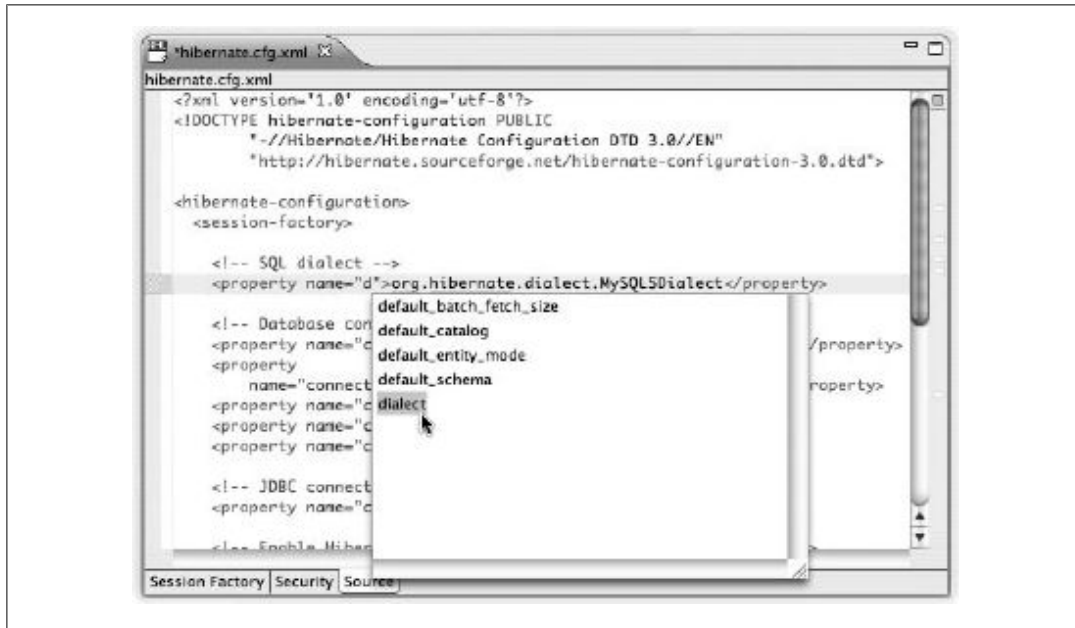 *hibernate.cfg.xml
hibernate.cfg.xml
<?xml version='1.0' encoding='utf-8'?>
<!DOCTYPE hibernate-configuration PUBLIC
"-//Hibernate/Hibernate Configuration DTD 3.0//EN"
"http://hibernate.sourceforge.net/hibernate-configuration-3.0.dtd">
<hibernate-configuration>
<session-factory>
<!-- SQL dialect -->
<property name="d">org.hibernate.dialect.MySQL5Dialect</property>
default_batch_fetch_size
<!-- Database con
default_catalog
<property name="c
/property>
default_entity_mode
<property
name="connect
default_schema
roperty>
<property name="c
dialect
<property name="c
<property name="c
<!-- JDBC connect
<property name="c
<!-- Enable Hiber
Session Factory Security Source